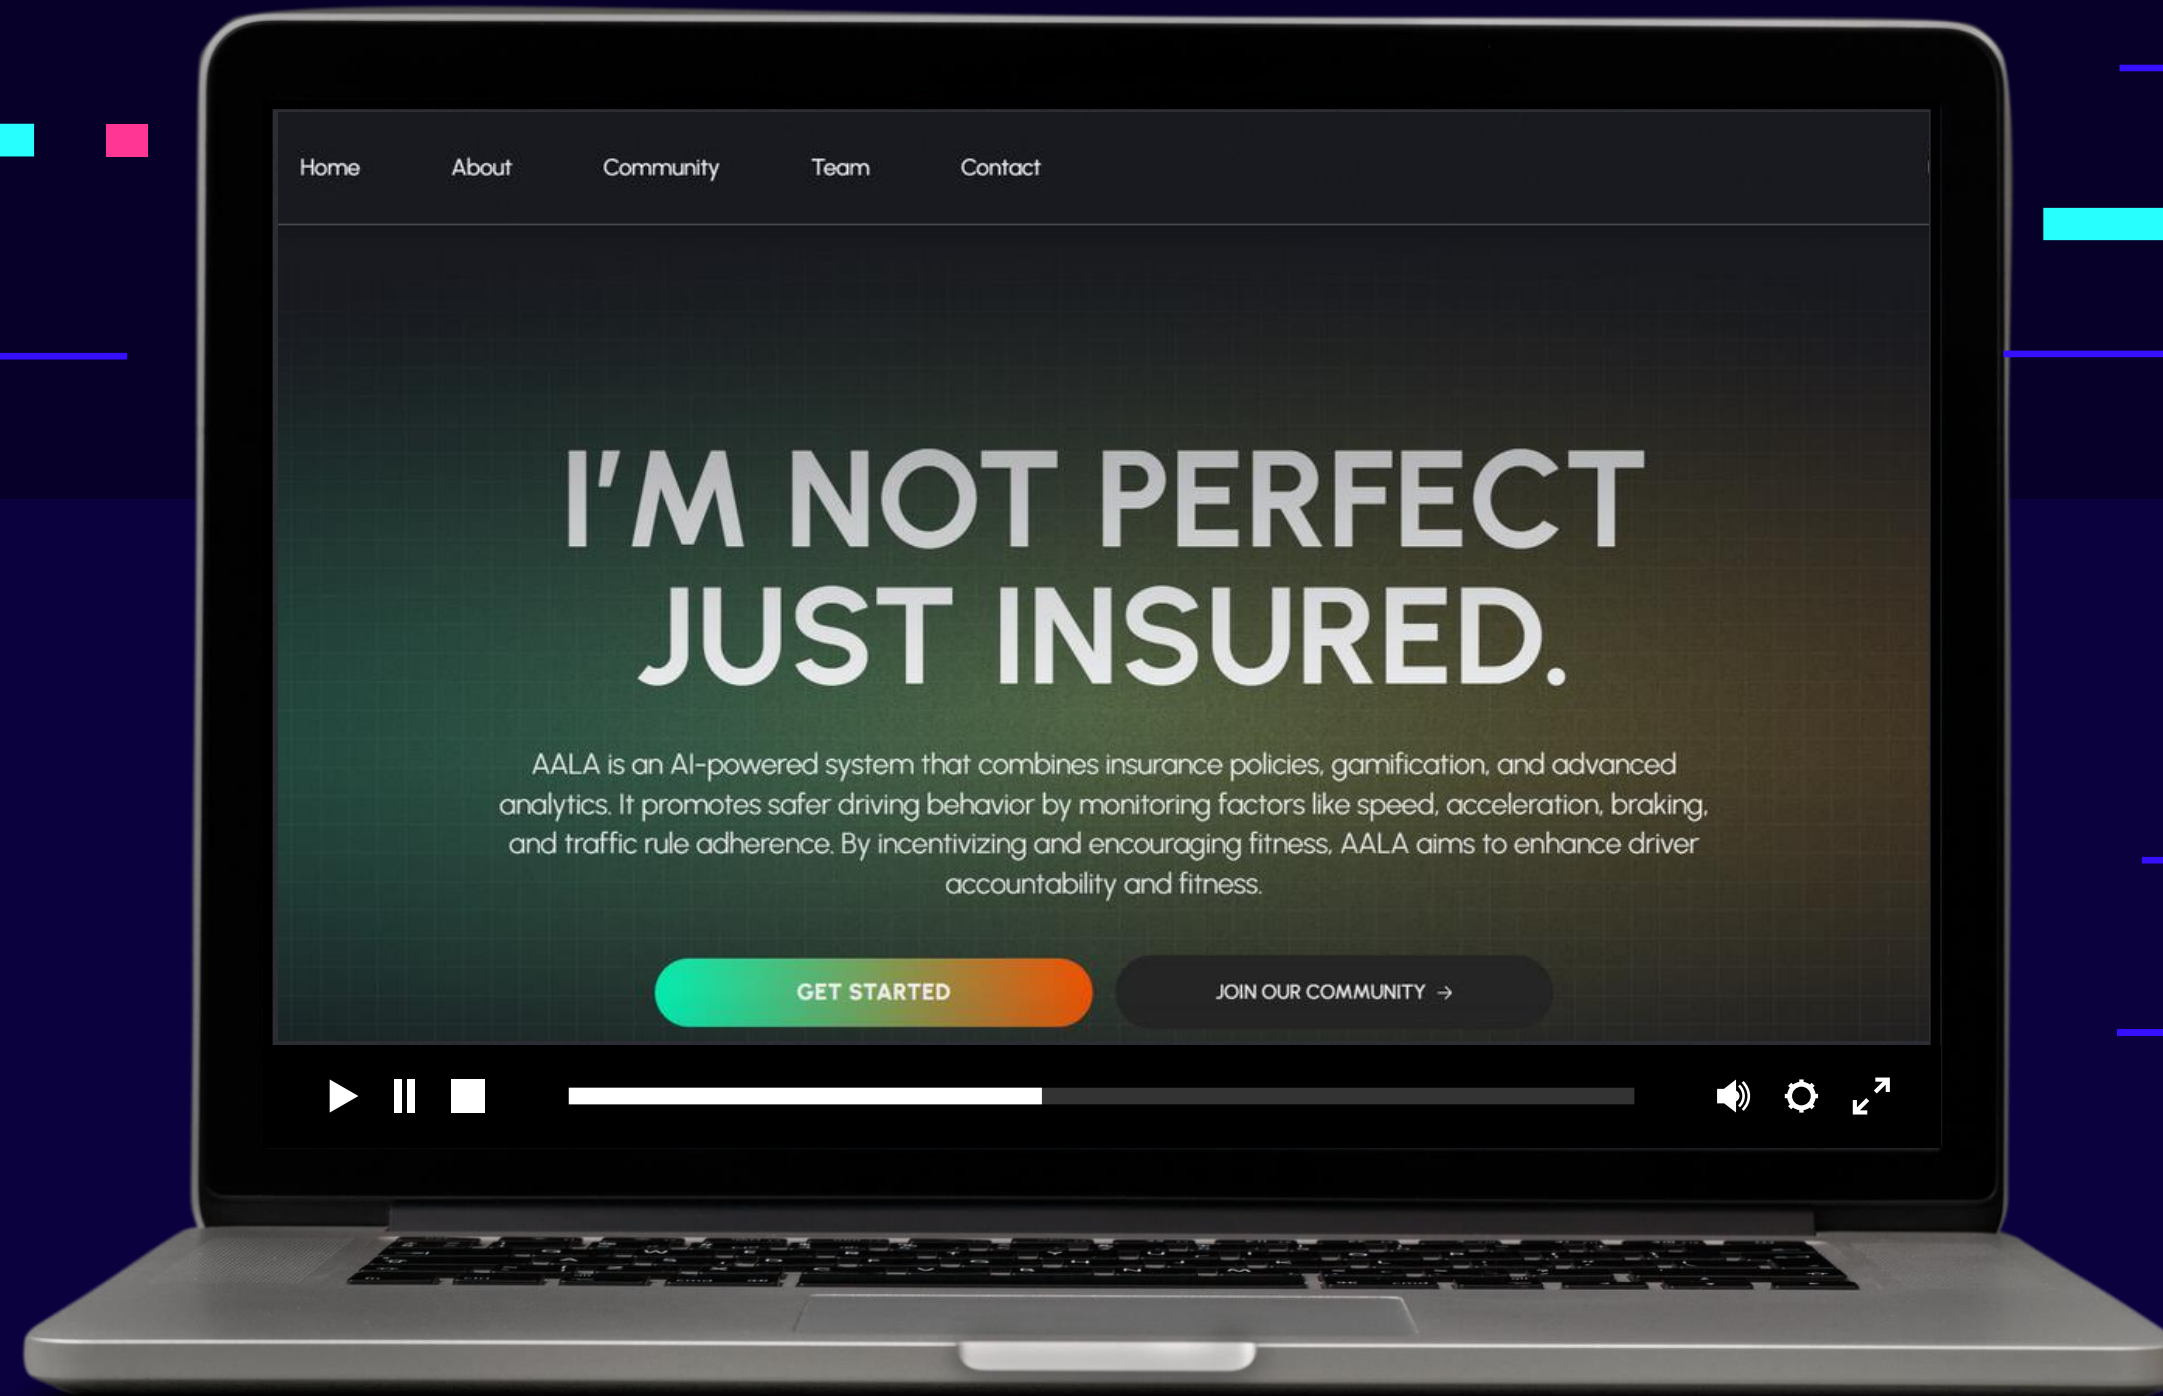 Home About Community Team Contact
I'M NOT PERFECT
JUST INSURED.
AALA is an AI-powered system that combines insurance policies, gamification, and advanced
analytics. It promotes safer driving behavior by monitoring factors like speed, acceleration, braking,
and traffic rule adherence. By incentivizing and encouraging fitness, AALA aims to enhance driver
accountability and fitness.
GET STARTED JOIN OUR COMMUNITY →